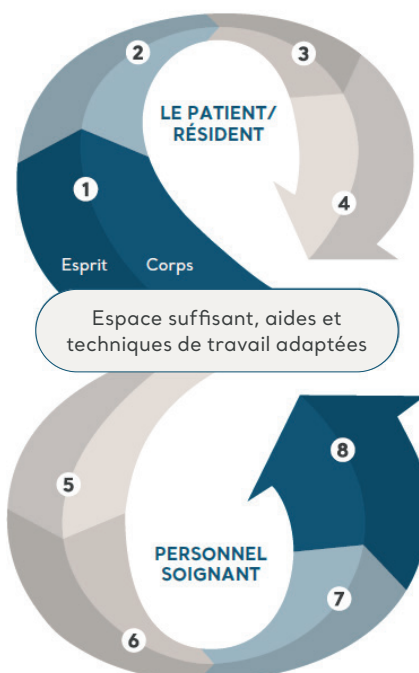 2
3
LE PATIENT/
RÉSIDENT
1
4
Esprit Corps
Espace suffisant, aides et
techniques de travail adaptées
8
5
PERSONNEL
SOIGNANT
7
6